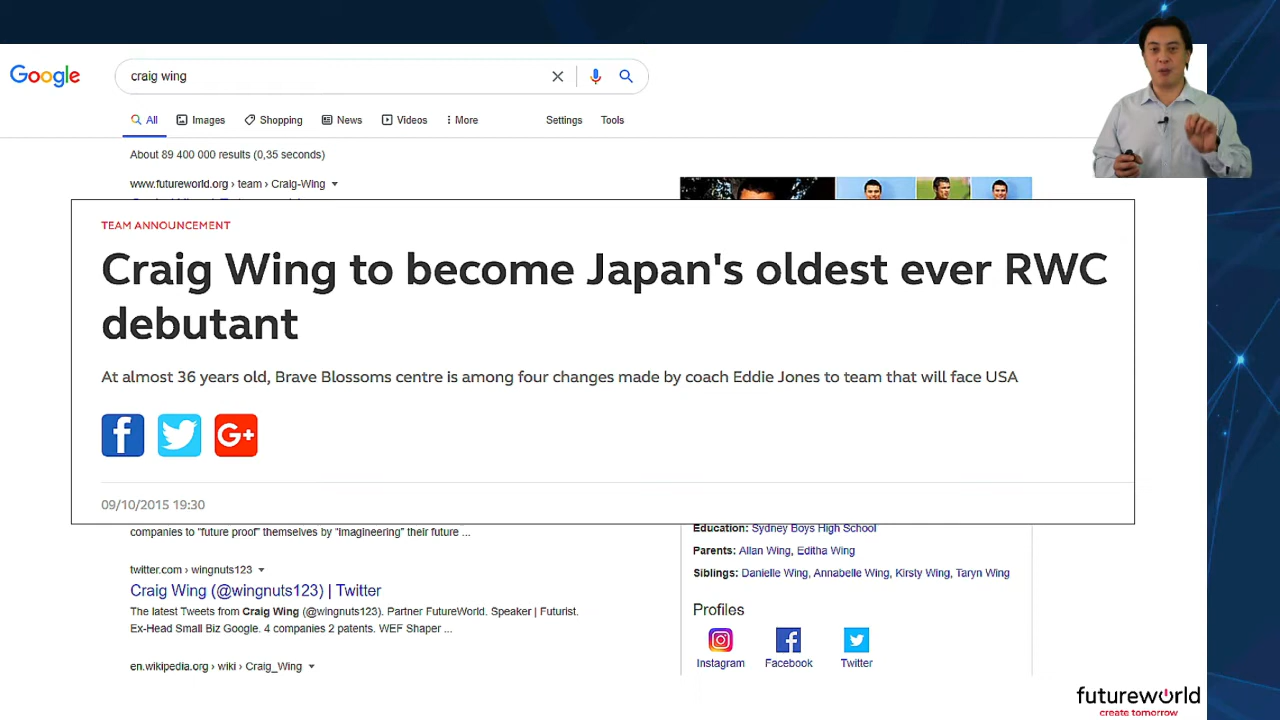 Google
craig wing
All Images Shopping News Videos More Settings Tools
About 89 400 000 results (0,35 seconds)
www.futureworld.org › team › Craig-Wing
TEAM ANNOUNCEMENT
Craig Wing to become Japan's oldest ever RWC
debutant
At almost 36 years old, Brave Blossoms centre is among four changes made by coach Eddie Jones to team that will face USA
f G+
09/10/2015 19:30
companies to “future proof” themselves by “imagineering” their future ...
twitter.com › wingnuts123
Craig Wing (@wingnuts123) | Twitter
The latest Tweets from Craig Wing (@wingnuts123). Partner FutureWorld. Speaker | Futurist.
Ex-Head Small Biz Google. 4 companies 2 patents. WEF Shaper ...
en.wikipedia.org › wiki › Craig_Wing
Education: Sydney Boys High School
Parents: Allan Wing, Editha Wing
Siblings: Danielle Wing, Annabelle Wing, Kirsty Wing, Taryn Wing
Profiles
Instagram Facebook Twitter
futureworld
create tomorrow